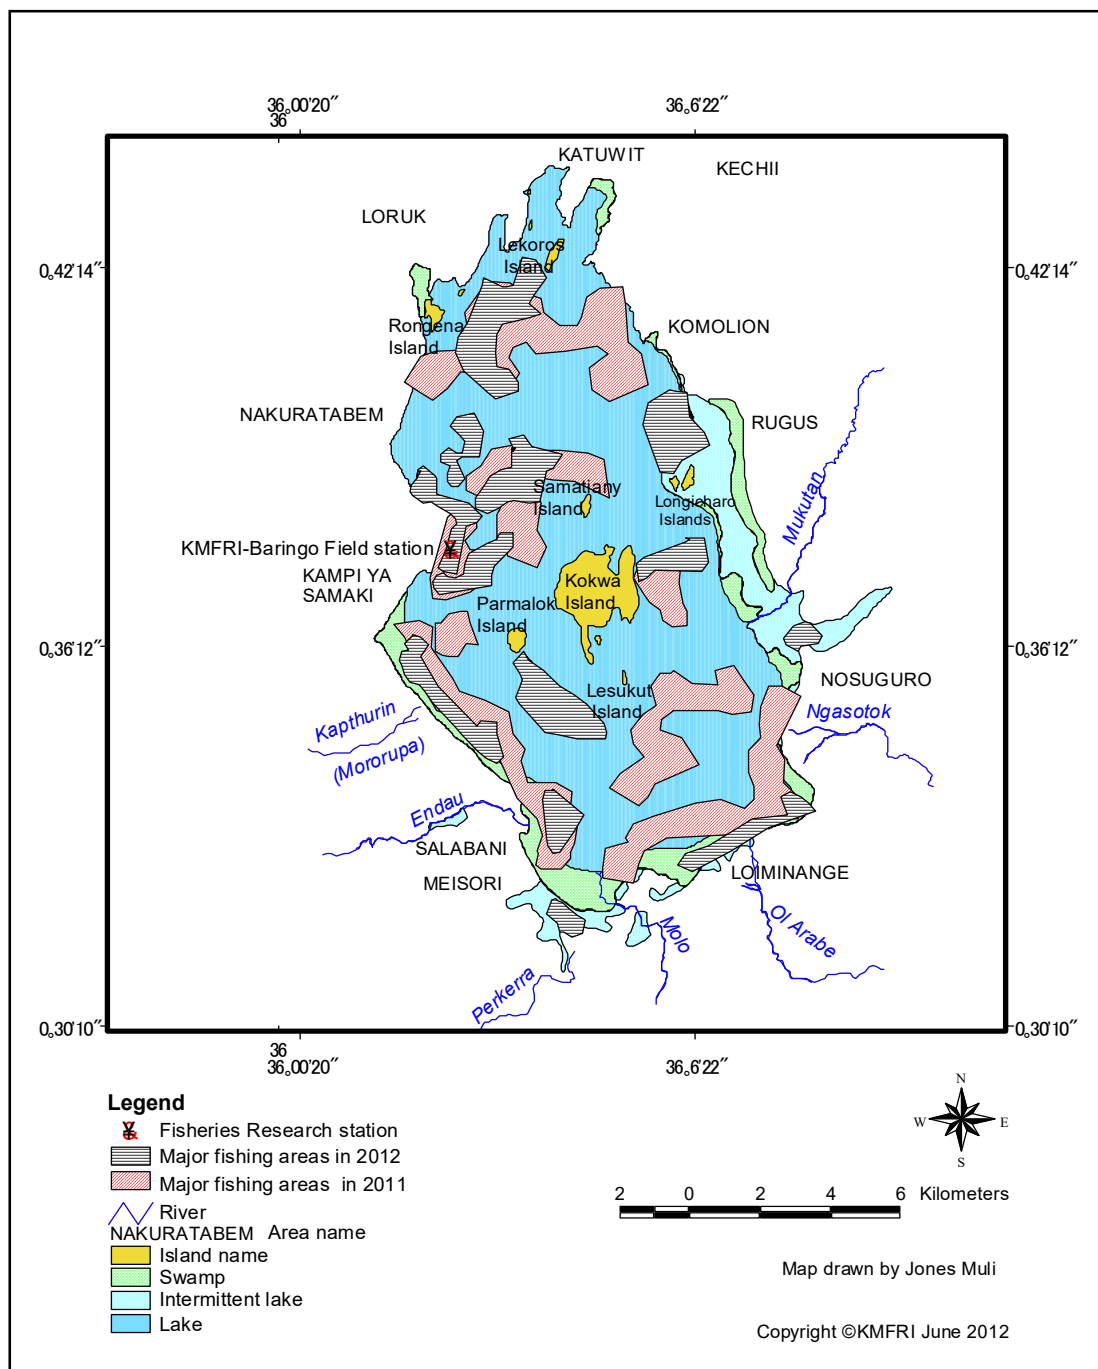 36°00'20"
36
36°6'22"
KATUWIT
KECHII
LORUK
Lekoros
Island
0°42'14"
0°42'14"
Rongena
Island
KOMOLION
NAKURATABEM
RUGUS
Samatiany
Island
Longicharo
Islands
Mukutan
KMFRI-Baringo Field station
KAMPI YA
SAMAKI
Kokwa
Island
Parmalok
Island
0°36'12"
0°36'12"
NOSUGURO
Lesukut
Island
Ngasotok
Kapthurin
(Mororupa)
Endau
SALABANI
MEISORI
LOIMINANGE
Molo
Ol Arabe
Perkerra
0°30'10"
0°30'10"
36
36°00'20"
36°6'22"
Legend
Fisheries Research station
Major fishing areas in 2012
Major fishing areas in 2011
River
NAKURATABEM Area name
Island name
Swamp
Intermittent lake
Lake
N
W E
S
2 0 2 4 6 Kilometers
Map drawn by Jones Muli
Copyright ©KMFRI June 2012